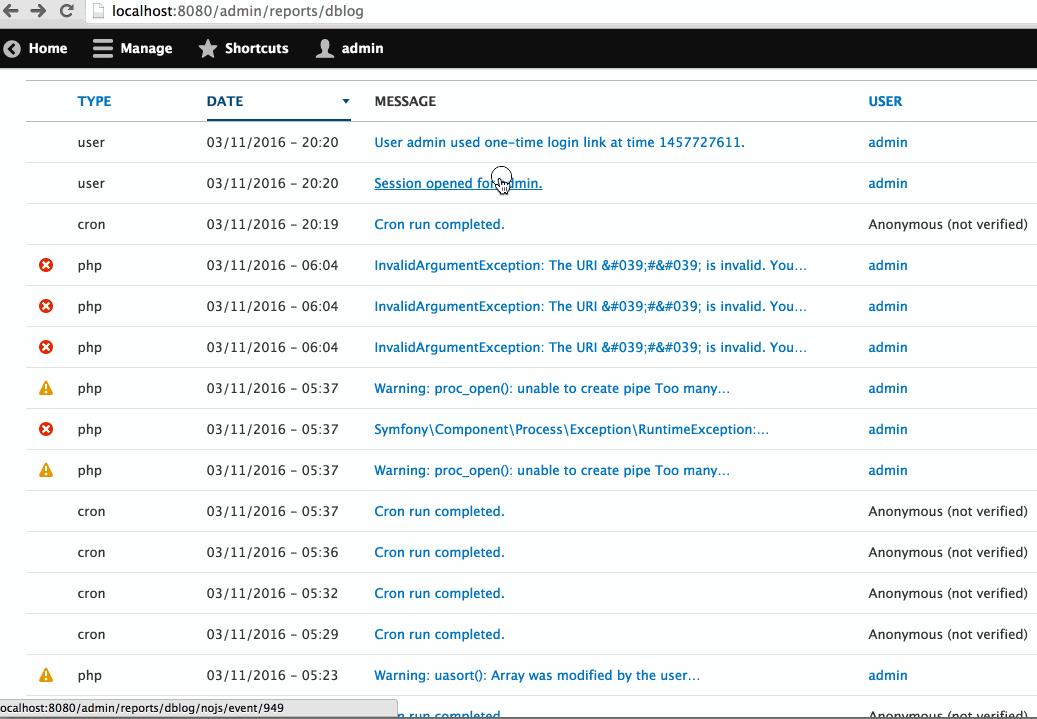 localhost:8080/admin/reports/dblog
Home Manage Shortcuts admin
TYPE DATE MESSAGE USER
user 03/11/2016 - 20:20 User admin used one-time login link at time 1457727611. admin
user 03/11/2016 - 20:20 Session opened for admin. admin
cron 03/11/2016 - 20:19 Cron run completed. Anonymous (not verified)
php 03/11/2016 - 06:04 InvalidArgumentException: The URI &#039;#&#039; is invalid. You... admin
php 03/11/2016 - 06:04 InvalidArgumentException: The URI &#039;#&#039; is invalid. You... admin
php 03/11/2016 - 06:04 InvalidArgumentException: The URI &#039;#&#039; is invalid. You... admin
php 03/11/2016 - 05:37 Warning: proc_open(): unable to create pipe Too many... admin
php 03/11/2016 - 05:37 Symfony\Component\Process\Exception\RuntimeException:... admin
php 03/11/2016 - 05:37 Warning: proc_open(): unable to create pipe Too many... admin
cron 03/11/2016 - 05:37 Cron run completed. Anonymous (not verified)
cron 03/11/2016 - 05:36 Cron run completed. Anonymous (not verified)
cron 03/11/2016 - 05:32 Cron run completed. Anonymous (not verified)
cron 03/11/2016 - 05:29 Cron run completed. Anonymous (not verified)
php 03/11/2016 - 05:23 Warning: uasort(): Array was modified by the user... admin
ocalhost:8080/admin/reports/dblog/nojs/event/949
run completed. Anonymous (not verified)